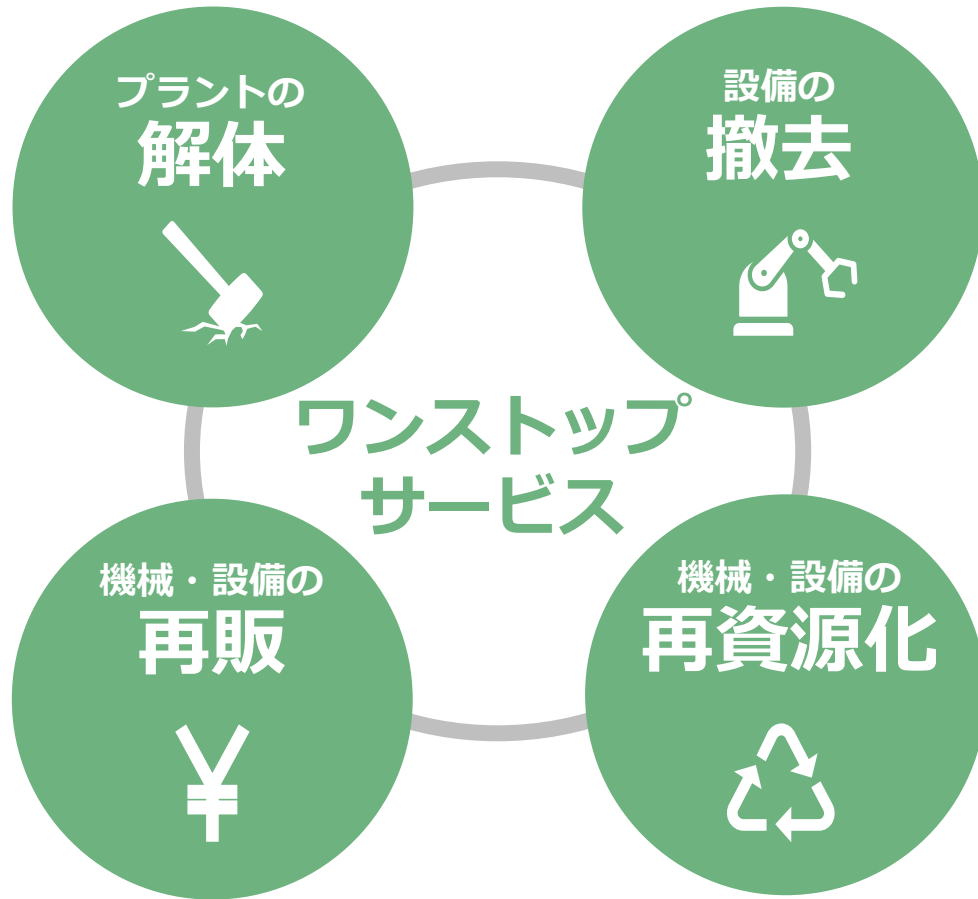 プラントの
解体
設備の
撤去
ワンストップ
サービス
機械・設備の
再販
機械・設備の
再資源化